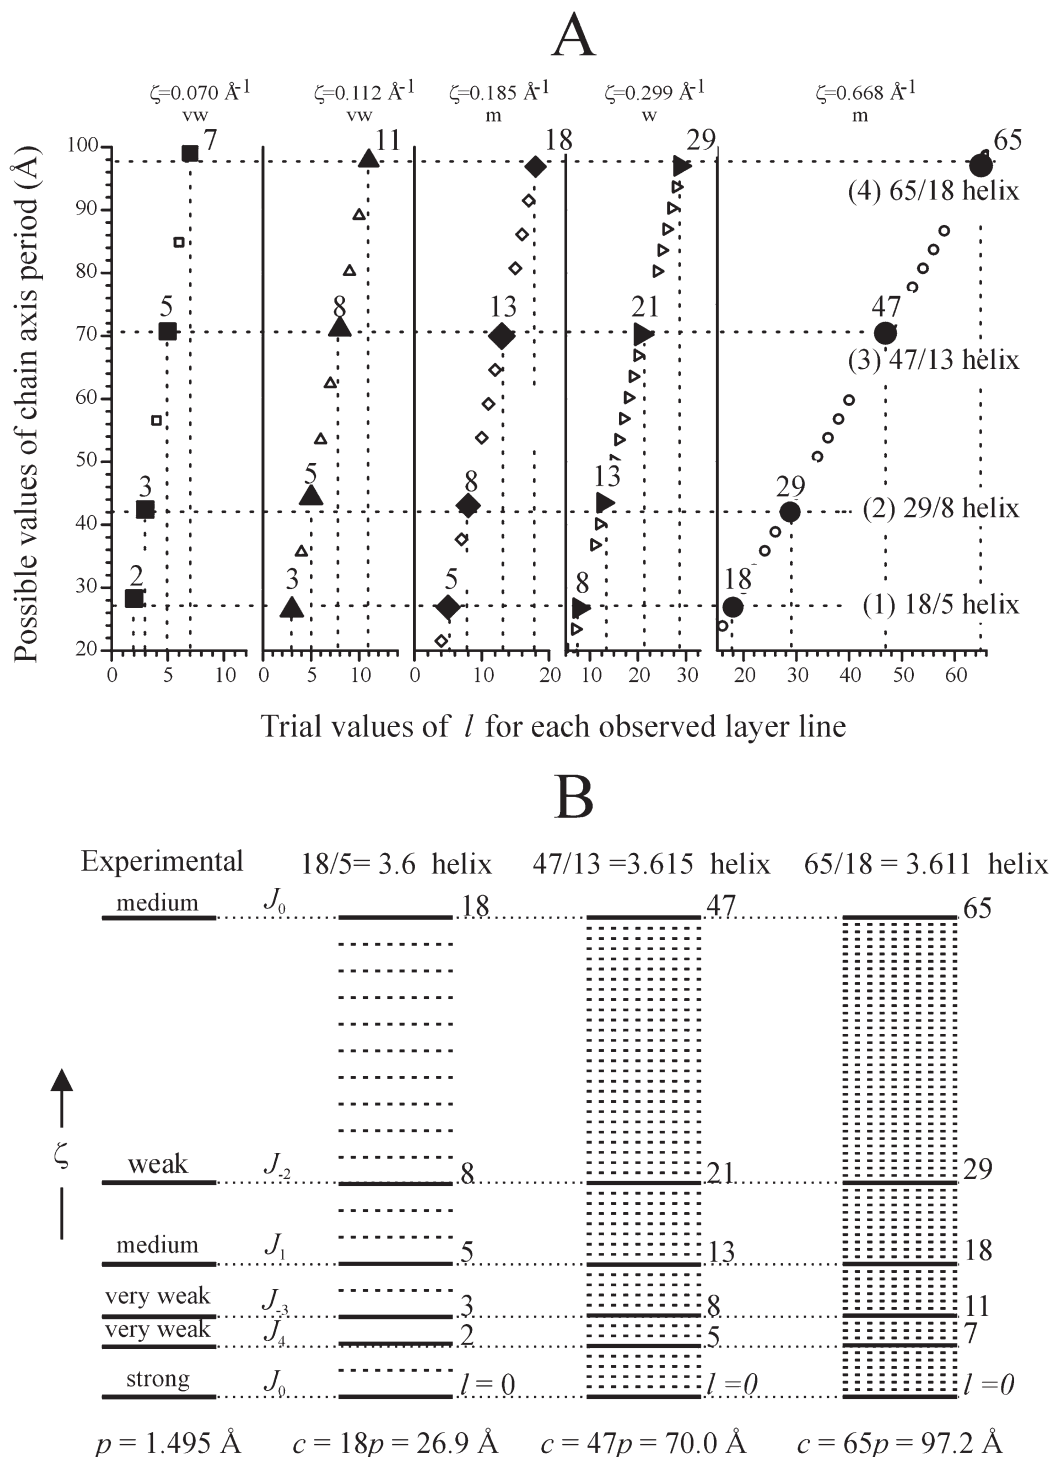 A
ζ=0.070 Å-1 ζ=0.112 Å-1 ζ=0.185 Å-1 ζ=0.299 Å-1 ζ=0.668 Å-1
vw vw m w m
Possible values of chain axis period (Å)
100
90
80
70
60
50
40
30
20
7 11 18 29 65
(4) 65/18 helix
5 8 13 21 47
(3) 47/13 helix
3 5 8 13 29
(2) 29/8 helix
2 3 5 8 18
(1) 18/5 helix
0 5 10 0 5 10 0 10 20 10 20 30 20 30 40 50 60
Trial values of l for each observed layer line
B
Experimental 18/5= 3.6 helix 47/13 =3.615 helix 65/18 = 3.611 helix
medium J0 18 47 65
ζ
weak J-2 8 21 29
medium J1 5 13 18
very weak J-3 3 8 11
very weak J4 2 5 7
strong J0 l = 0 l =0 l =0
p = 1.495 Å c = 18p = 26.9 Å c = 47p = 70.0 Å c = 65p = 97.2 Å